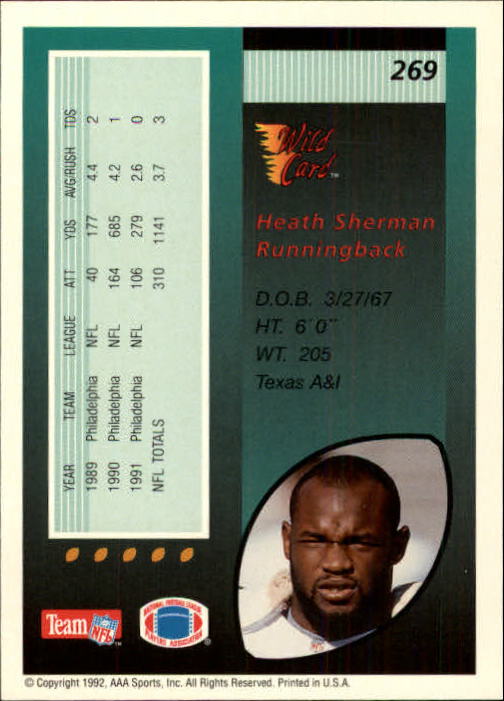 269
Wild
Card™
Heath Sherman
Runningback
D.O.B. 3/27/67
HT. 6'0"
WT. 205
Texas A&I
YEAR TEAM LEAGUE ATT YDS AVG/RUSH TDS
1989 Philadelphia NFL 40 177 4.4 2
1990 Philadelphia NFL 164 685 4.2 1
1991 Philadelphia NFL 106 279 2.6 0
NFL TOTALS 310 1141 3.7 3
Team NFL™
NATIONAL FOOTBALL LEAGUE
PLAYERS ASSOCIATION
®
© Copyright 1992, AAA Sports, Inc. All Rights Reserved. Printed in U.S.A.